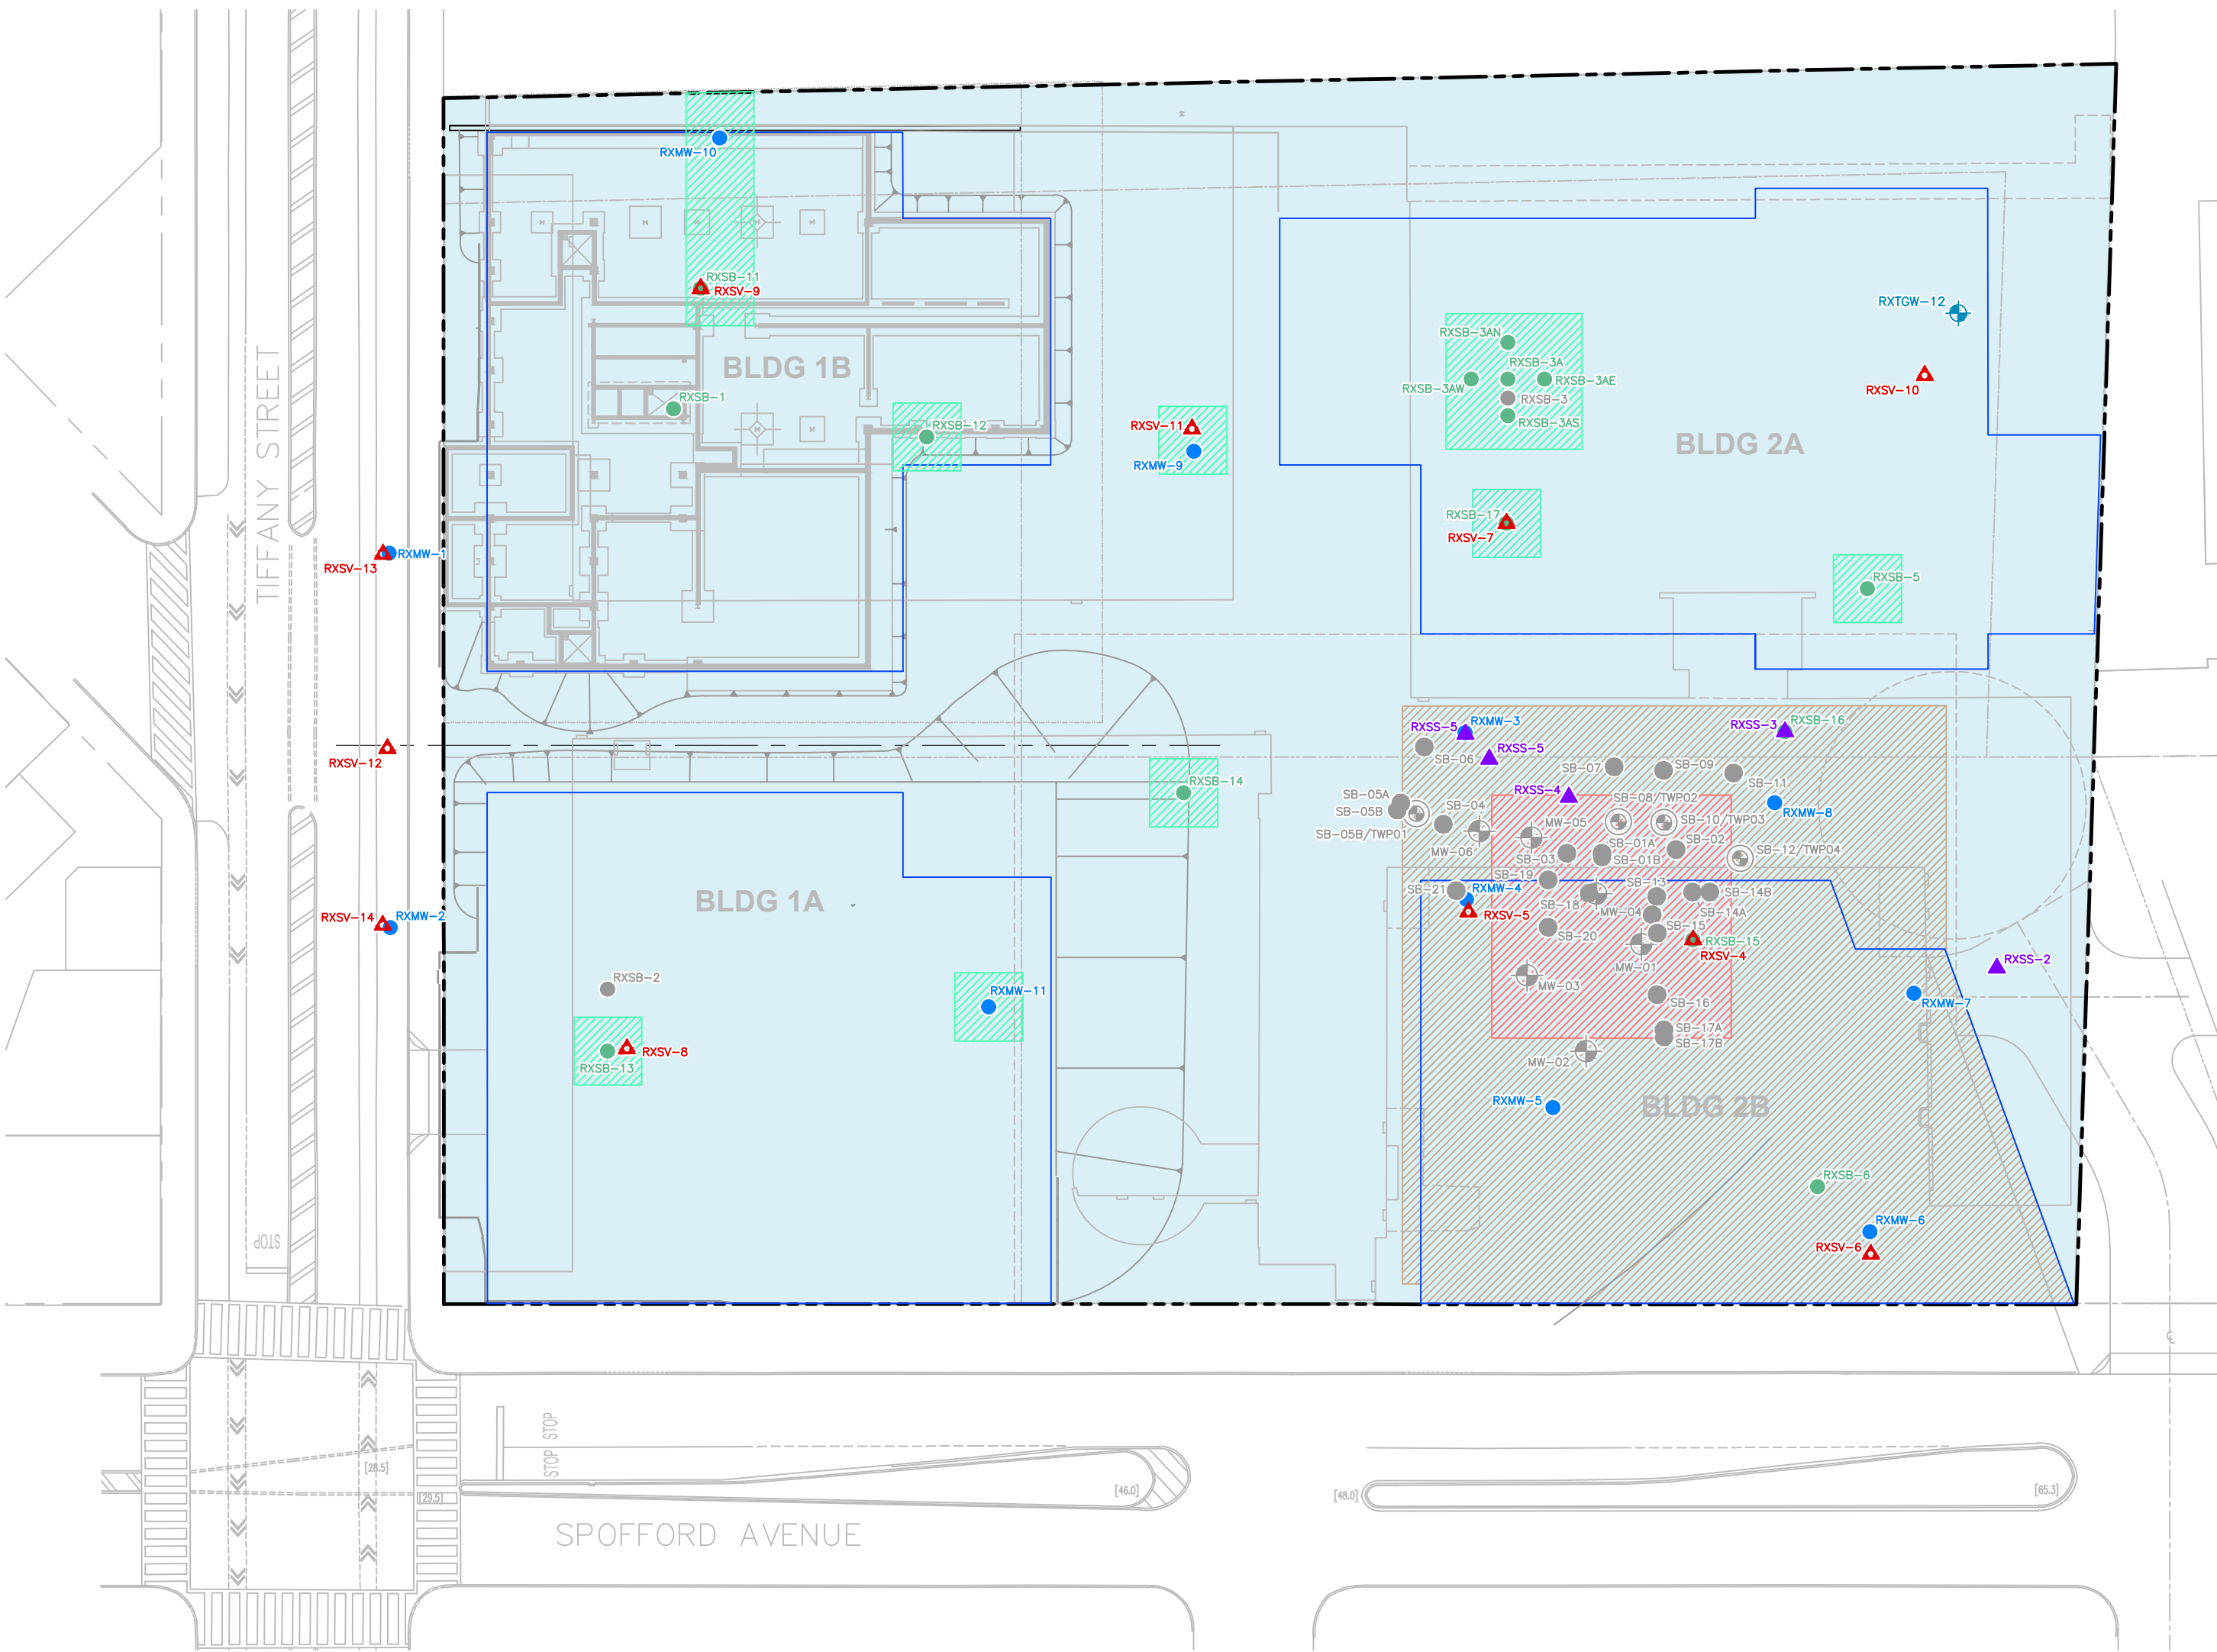 RXMW-10
RXSB-11
RXSV-9
RXTGW-12
RXSB-3AN
TIFFANY STREET
BLDG 1B
RXSB-3A
RXSV-10
RXSB-3AW
RXSB-3AE
RXSB-1
RXSB-3
RXSB-12
RXSV-11
RXSB-3AS
BLDG 2A
RXMW-9
RXSB-17
RXSV-7
RXMW-1
RXSV-13
RXSB-5
RXSS-5
RXMW-3
RXSS-3
RXSB-16
RXSS-5
RXSV-12
SB-06
SB-07
SB-09
SB-11
RXSB-14
SB-05A
RXSS-4
SB-08/TWP02
SB-05B
SB-04
RXMW-8
SB-05B/TWP01
MW-05
SB-10/TWP03
MW-06
SB-01A
SB-02
SB-03
SB-01B
SB-12/TWP04
SB-19
SB-21
RXMW-4
SB-13
SB-14B
BLDG 1A
RXSV-14
RXMW-2
RXSV-5
SB-18
MW-04
SB-14A
SB-15
SB-20
RXSB-15
RXSV-4
MW-01
RXSS-2
RXSB-2
MW-03
RXMW-11
SB-16
RXMW-7
SB-17A
SB-17B
RXSV-8
MW-02
RXSB-13
RXMW-5
BLDG 2B
RXSB-6
RXMW-6
STOP
RXSV-6
STOP STOP
[28.5]
[29.5]
[46.0]
[48.0]
[65.3]
SPOFFORD AVENUE